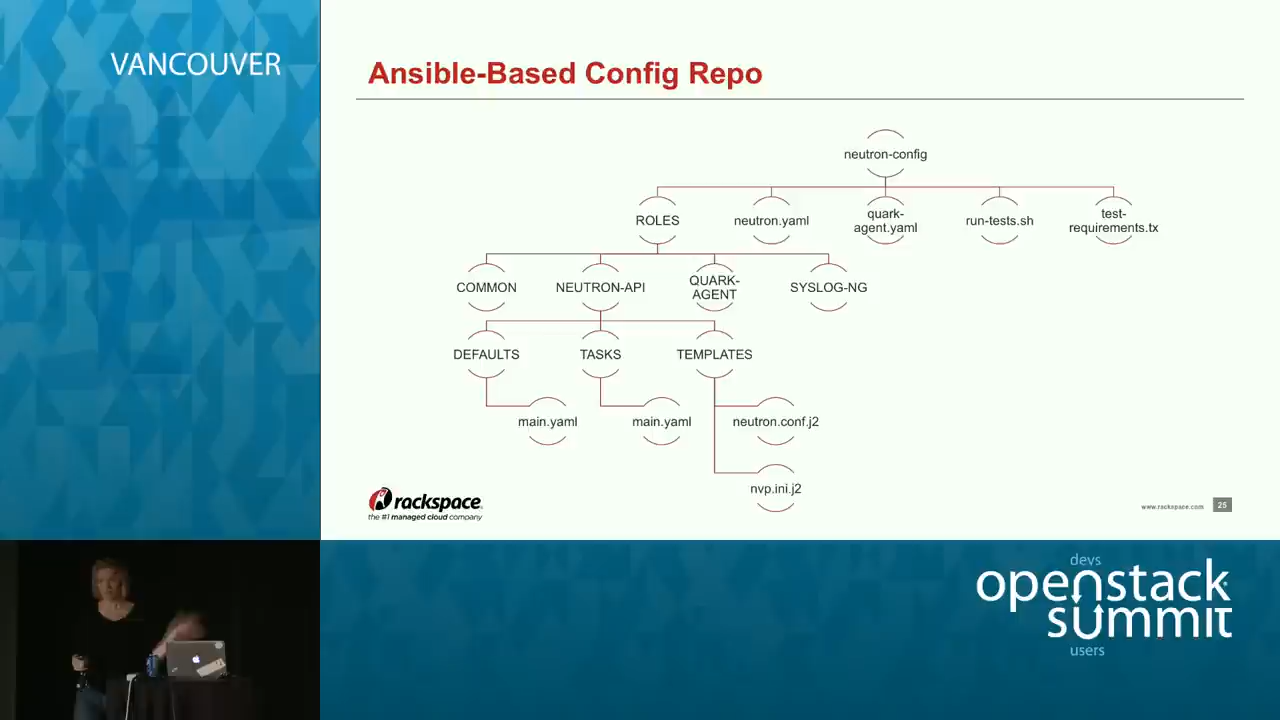 VANCOUVER
Ansible-Based Config Repo
neutron-config
ROLES
neutron.yaml
quark-
agent.yaml
run-tests.sh
test-
requirements.tx
COMMON
NEUTRON-API
QUARK-
AGENT
SYSLOG-NG
DEFAULTS
TASKS
TEMPLATES
main.yaml
main.yaml
neutron.conf.j2
nvp.ini.j2
rackspace
the #1 managed cloud company
www.rackspace.com
25
devs
openstack
summit
users